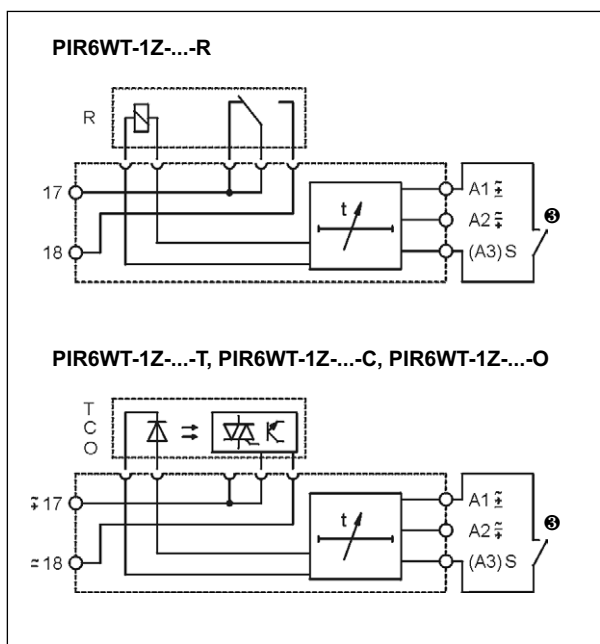 PIR6WT-1Z-...-R
R
17
18
t
A1 ≂
A2 ≂
(A3) S
❸
PIR6WT-1Z-...-T, PIR6WT-1Z-...-C, PIR6WT-1Z-...-O
T
C
O
17
18
t
A1 ≂
A2 ≂
(A3) S
❸